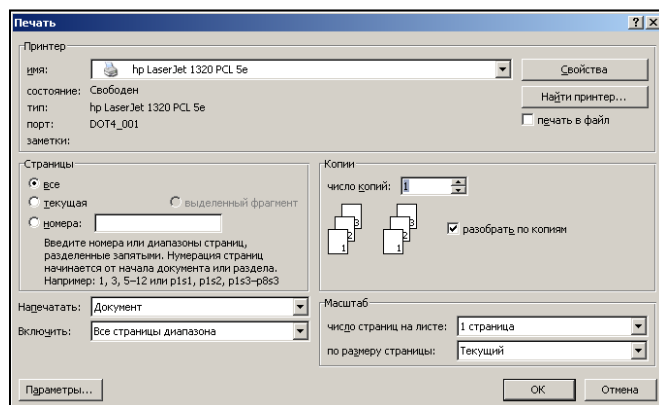 Печать
Принтер
имя: hp LaserJet 1320 PCL 5e
Свойства
состояние: Свободен
Найти принтер...
тип: hp LaserJet 1320 PCL 5e
порт: DOT4_001
печать в файл
заметки:
Страницы
все
текущая выделенный фрагмент
номера:
Введите номера или диапазоны страниц,
разделенные запятыми. Нумерация страниц
начинается от начала документа или раздела.
Например: 1, 3, 5–12 или p1s1, p1s2, p1s3–p8s3
Копии
число копий: 1
3 3
2 2
1 1
разобрать по копиям
Напечатать: Документ
Включить: Все страницы диапазона
Масштаб
число страниц на листе: 1 страница
по размеру страницы: Текущий
Параметры...
ОК
Отмена